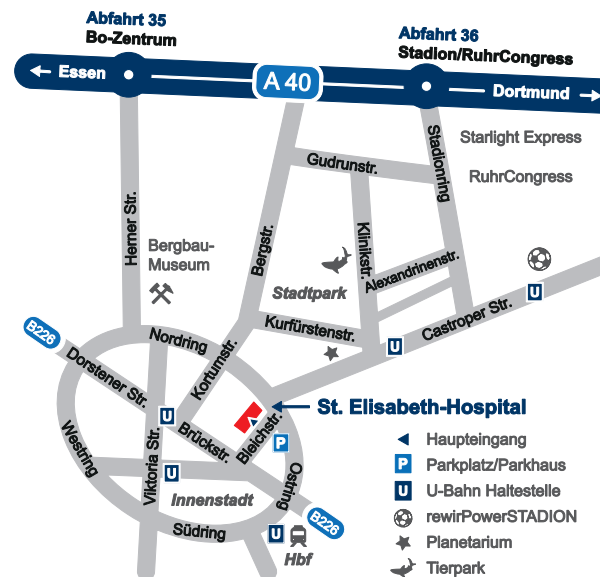 Abfahrt 35
Bo-Zentrum
Abfahrt 36
Stadion/RuhrCongress
Essen
A 40
Dortmund
Starlight Express
RuhrCongress
Gudrunstr.
Stadionring
Herner Str.
Bergstr.
Klinikstr.
Alexandrinenstr.
Bergbau-
Museum
Stadtpark
U
Castroper Str.
Kurfürstenstr.
U
B226
Nordring
Kortumstr.
Dorstener Str.
St. Elisabeth-Hospital
U
Brückstr.
Bleichstr.
P
Westring
Viktoria Str.
U
Innenstadt
Ostring
B226
Südring
U
Hbf
Haupteingang
P Parkplatz/Parkhaus
U U-Bahn Haltestelle
rewirPowerSTADION
Planetarium
Tierpark